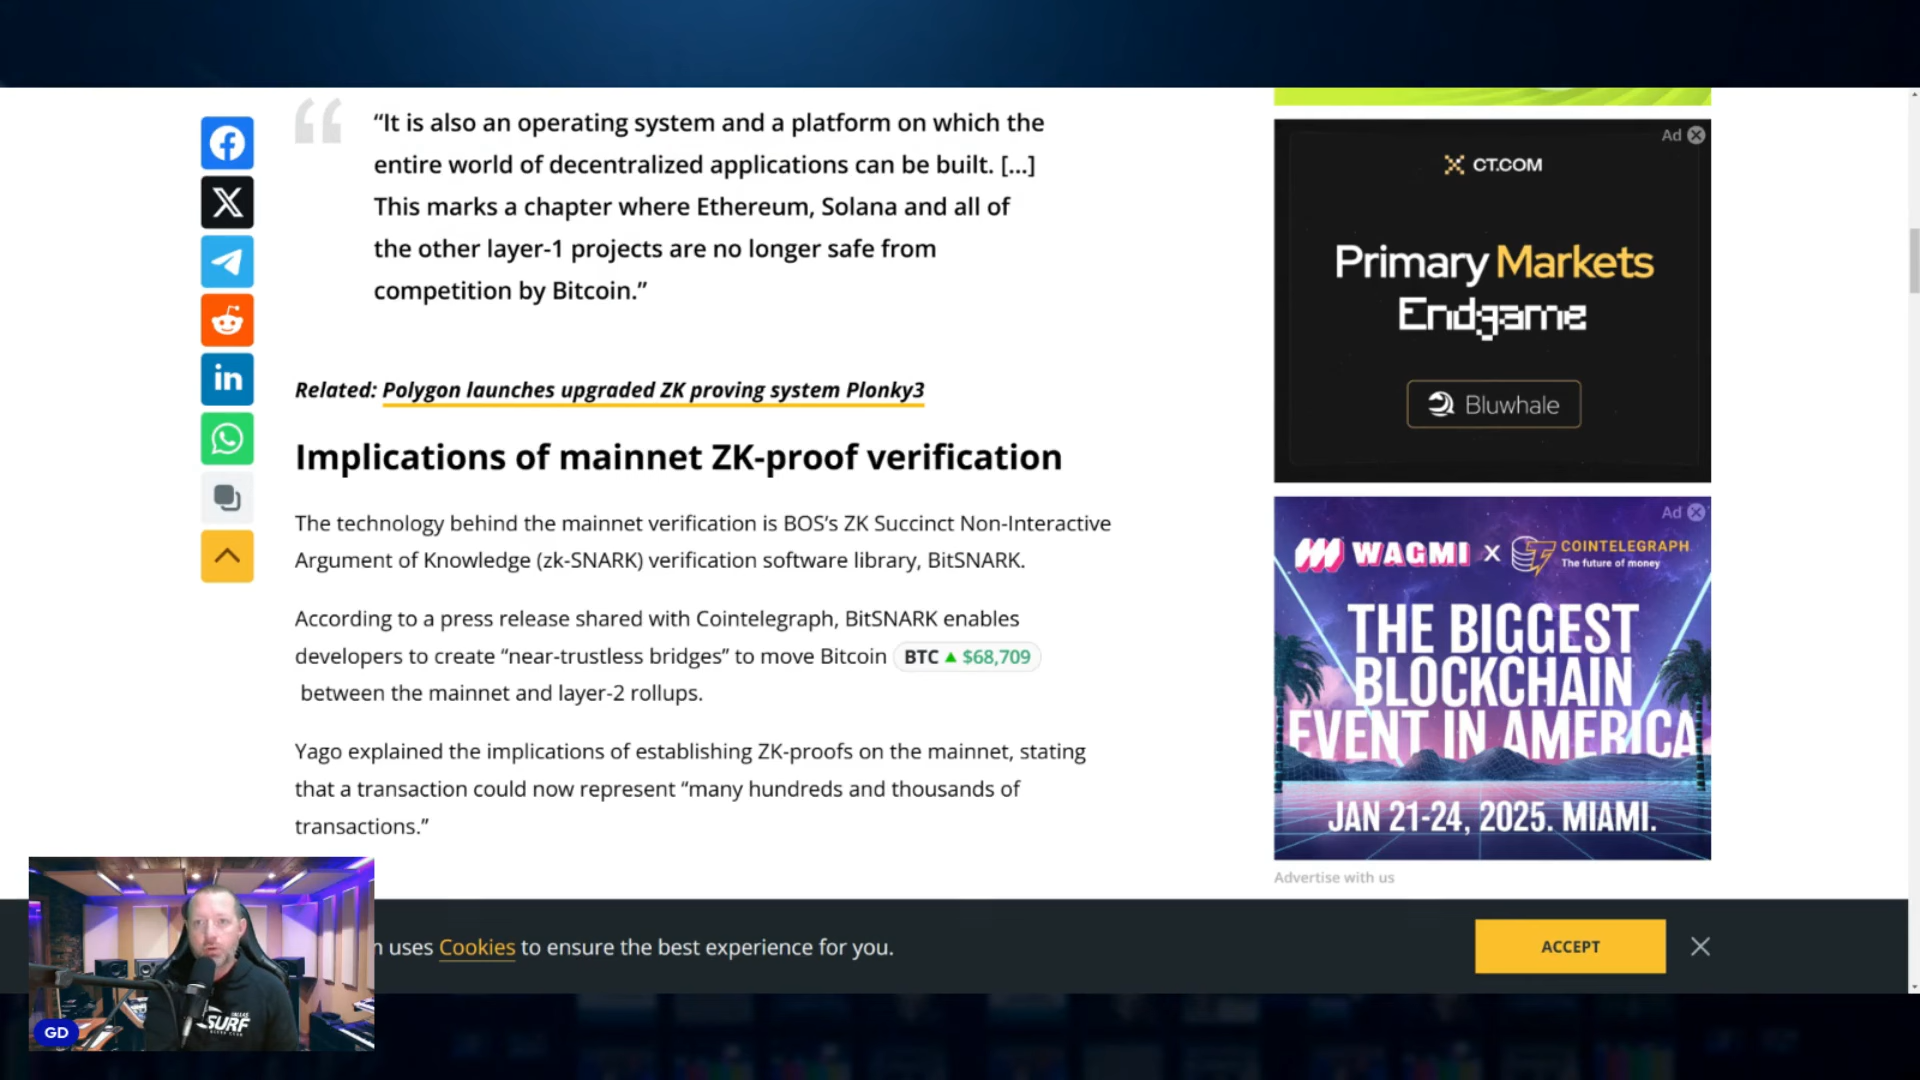 “It is also an operating system and a platform on which the
entire world of decentralized applications can be built. [...]
This marks a chapter where Ethereum, Solana and all of
the other layer-1 projects are no longer safe from
competition by Bitcoin.”
Related: Polygon launches upgraded ZK proving system Plonky3
Implications of mainnet ZK-proof verification
The technology behind the mainnet verification is BOS’s ZK Succinct Non-Interactive
Argument of Knowledge (zk-SNARK) verification software library, BitSNARK.
According to a press release shared with Cointelegraph, BitSNARK enables
developers to create “near-trustless bridges” to move Bitcoin BTC ▲ $68,709
between the mainnet and layer-2 rollups.
Yago explained the implications of establishing ZK-proofs on the mainnet, stating
that a transaction could now represent “many hundreds and thousands of
transactions.”
Ad
CT.COM
Primary Markets
Endgame
Bluwhale
Ad
WAGMI X COINTELEGRAPH
The future of money
THE BIGGEST
BLOCKCHAIN
EVENT IN AMERICA
JAN 21-24, 2025. MIAMI.
Advertise with us
uses Cookies to ensure the best experience for you.
ACCEPT
SURF
GD